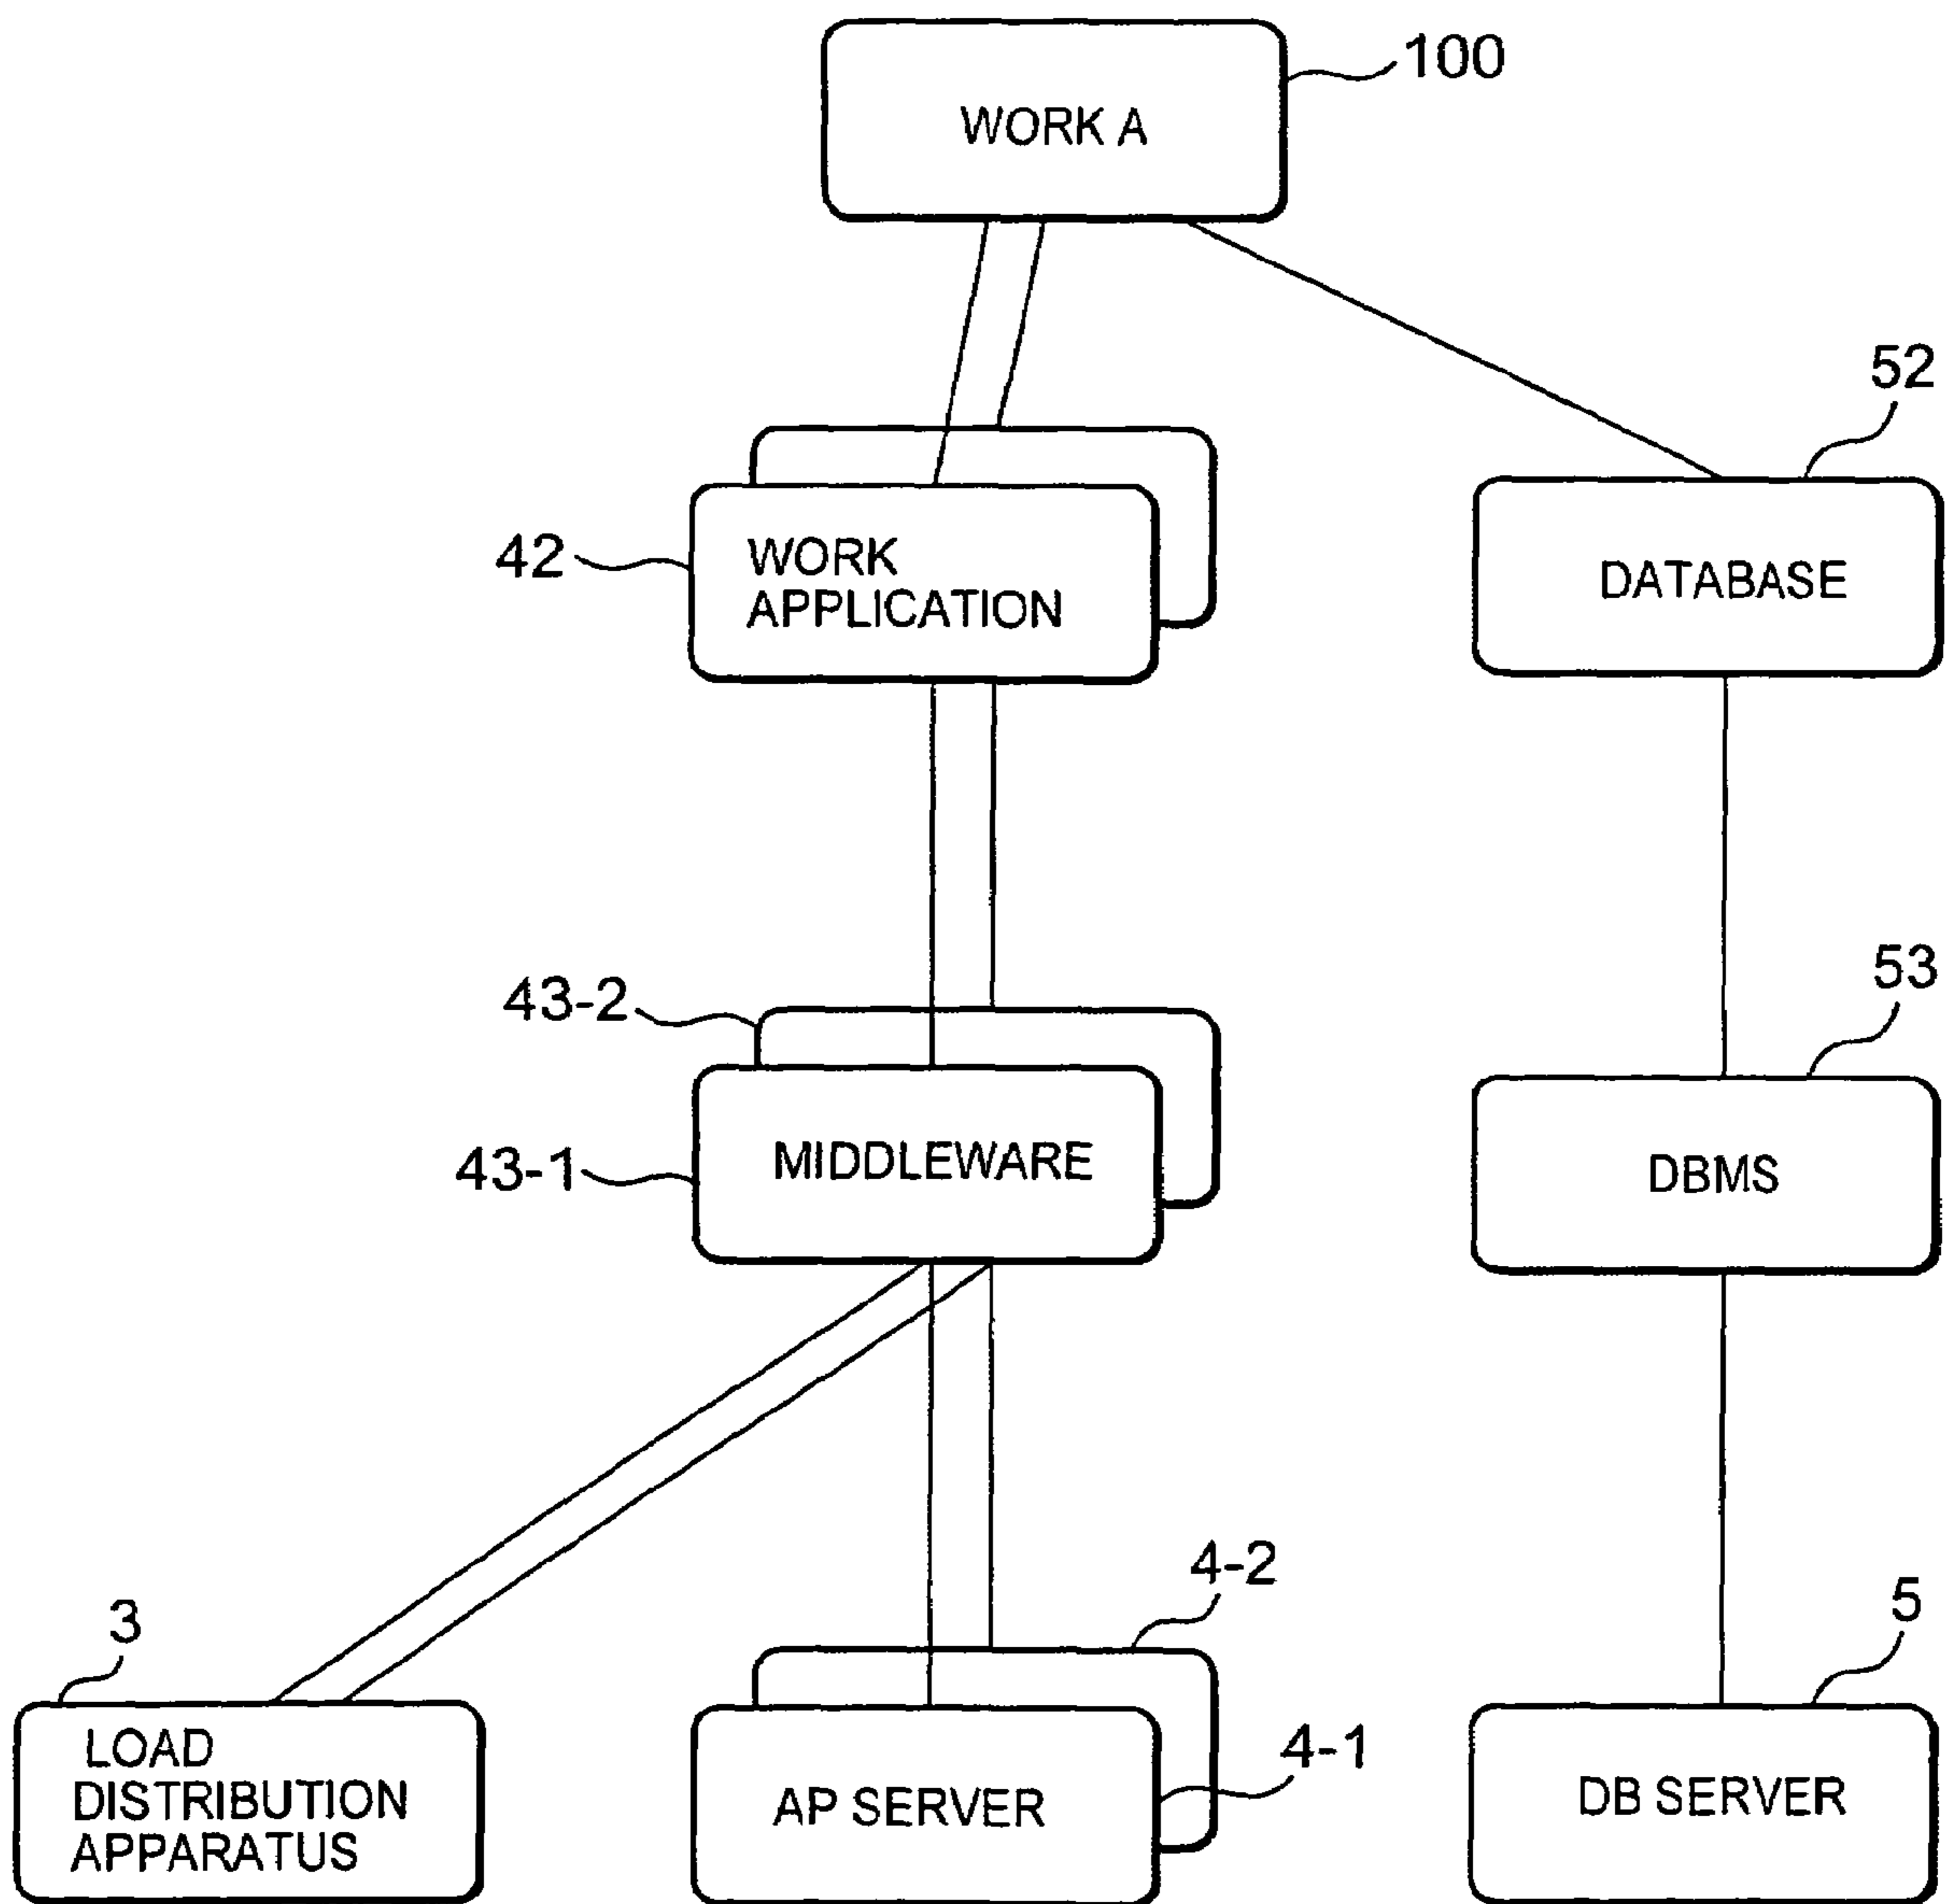 100
WORK A
52
42
WORK
APPLICATION
DATABASE
43-2
53
43-1
MIDDLEWARE
DBMS
4-2
3
5
LOAD
DISTRIBUTION
APPARATUS
4-1
AP SERVER
DB SERVER